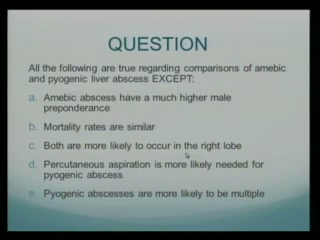 QUESTION
All the following are true regarding comparisons of amebic
and pyogenic liver abscess EXCEPT:
a. Amebic abscess have a much higher male
preponderance
b. Mortality rates are similar
c. Both are more likely to occur in the right lobe
d. Percutaneous aspiration is more likely needed for
pyogenic abscess
e. Pyogenic abscesses are more likely to be multiple